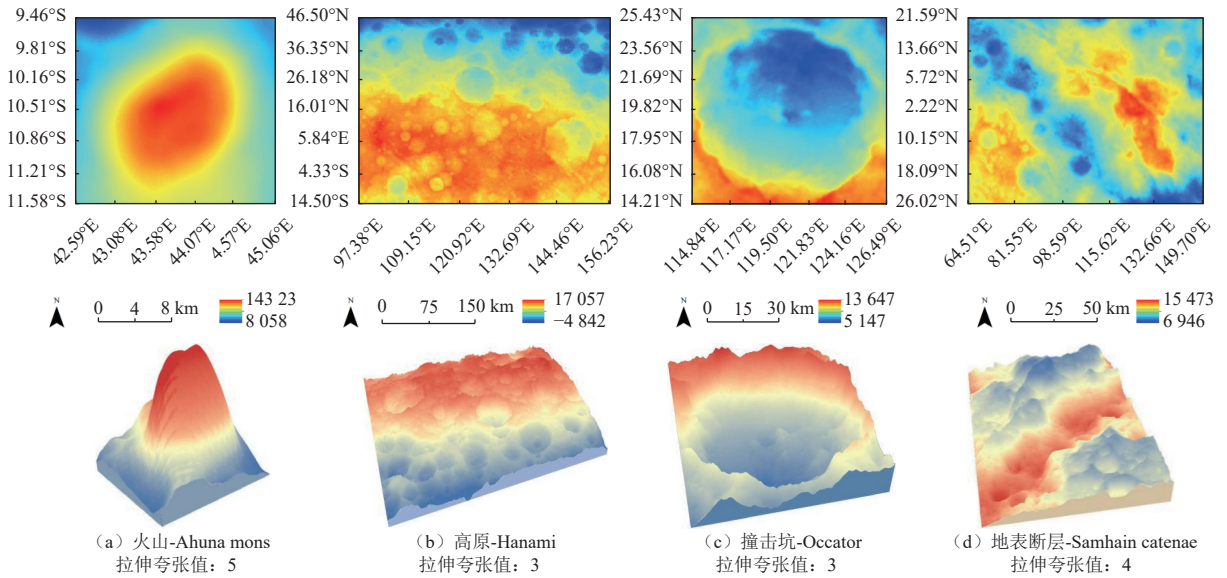 9.46°S
9.81°S
10.16°S
10.51°S
10.86°S
11.21°S
11.58°S
42.59°E
43.08°E
43.58°E
44.07°E
4.57°E
45.06°E
46.50°N
36.35°N
26.18°N
16.01°N
5.84°E
4.33°N
14.50°N
97.38°E
109.15°E
120.92°E
132.69°E
144.46°E
156.23°E
25.43°N
23.56°N
21.69°N
19.82°N
17.95°N
16.08°N
14.21°N
114.84°E
117.17°E
119.50°E
121.83°E
124.16°E
126.49°E
21.59°N
13.66°N
5.72°N
2.22°N
10.15°N
18.09°N
26.02°N
64.51°E
81.55°E
98.59°E
115.62°E
132.66°E
149.70°E
N 0 4 8 km 143 23
8 058
N 0 75 150 km 17 057
−4 842
N 0 15 30 km 13 647
5 147
N 0 25 50 km 15 473
6 946
(a)火山-Ahuna mons
拉伸夸张值：5
(b)高原-Hanami
拉伸夸张值：3
(c)撞击坑-Occator
拉伸夸张值：3
(d)地表断层-Samhain catenae
拉伸夸张值：4